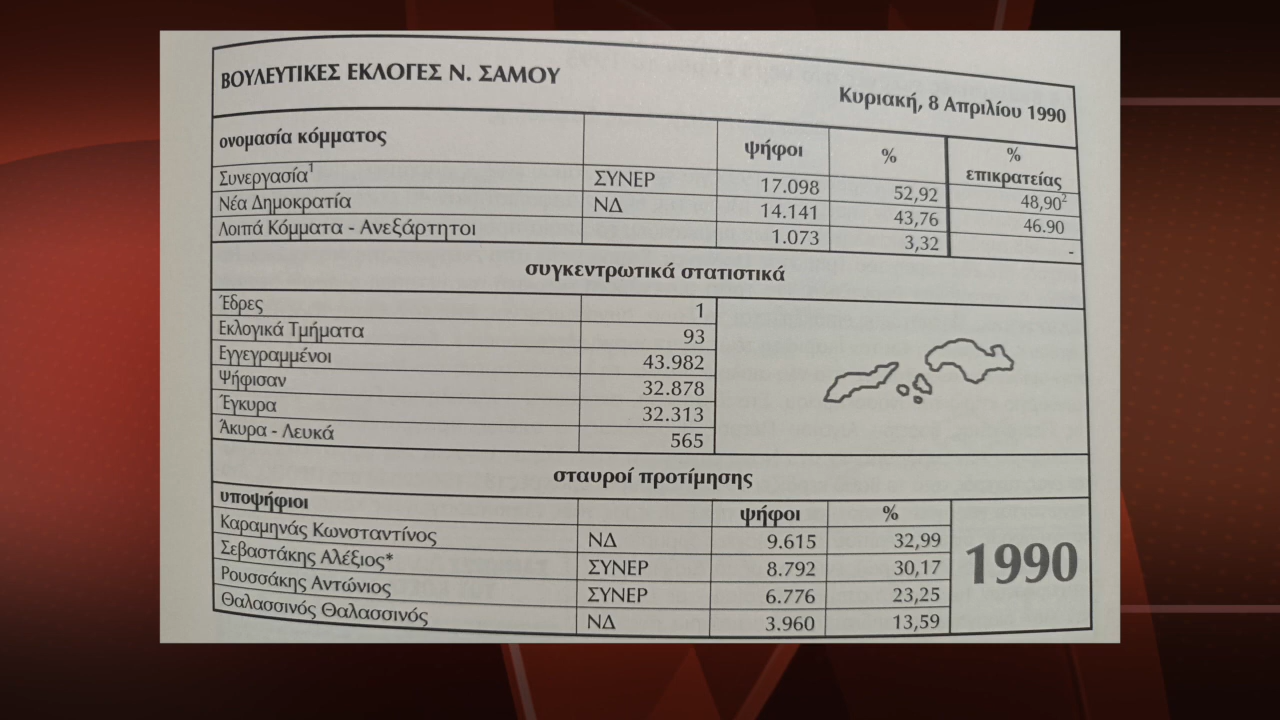 ΒΟΥΛΕΥΤΙΚΕΣ ΕΚΛΟΓΕΣ Ν. ΣΑΜΟΥ
Κυριακή, 8 Απριλίου 1990
ονομασία κόμματος ψήφοι % % επικρατείας
Συνεργασία1 ΣΥΝΕΡ 17.098 52,92 48,902
Νέα Δημοκρατία ΝΔ 14.141 43,76 46.90
Λοιπά Κόμματα - Ανεξάρτητοι 1.073 3,32 -
συγκεντρωτικά στατιστικά
Έδρες 1
Εκλογικά Τμήματα 93
Εγγεγραμμένοι 43.982
Ψήφισαν 32.878
Έγκυρα 32.313
Άκυρα - Λευκά 565
σταυροί προτίμησης
υποψήφιοι ψήφοι %
Καραμηνάς Κωνσταντίνος ΝΔ 9.615 32,99
Σεβαστάκης Αλέξιος* ΣΥΝΕΡ 8.792 30,17
Ρουσσάκης Αντώνιος ΣΥΝΕΡ 6.776 23,25
Θαλασσινός Θαλασσινός ΝΔ 3.960 13,59
1990